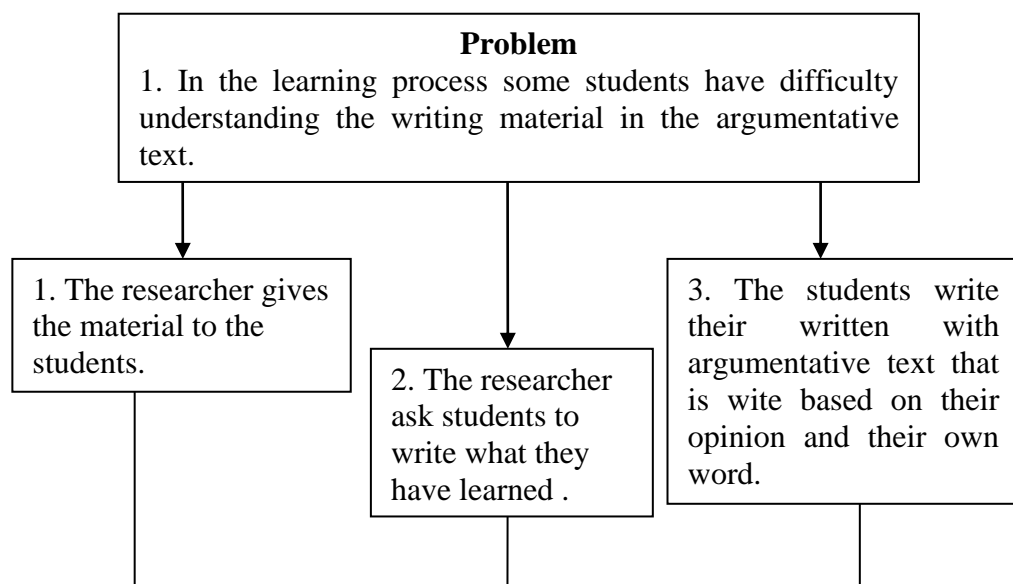 Problem
1. In the learning process some students have difficulty
understanding the writing material in the argumentative
text.
1. The researcher gives
the material to the
students.
2. The researcher
ask students to
write what they
have learned .
3. The students write
their written with
argumentative text that
is wite based on their
opinion and their own
word.